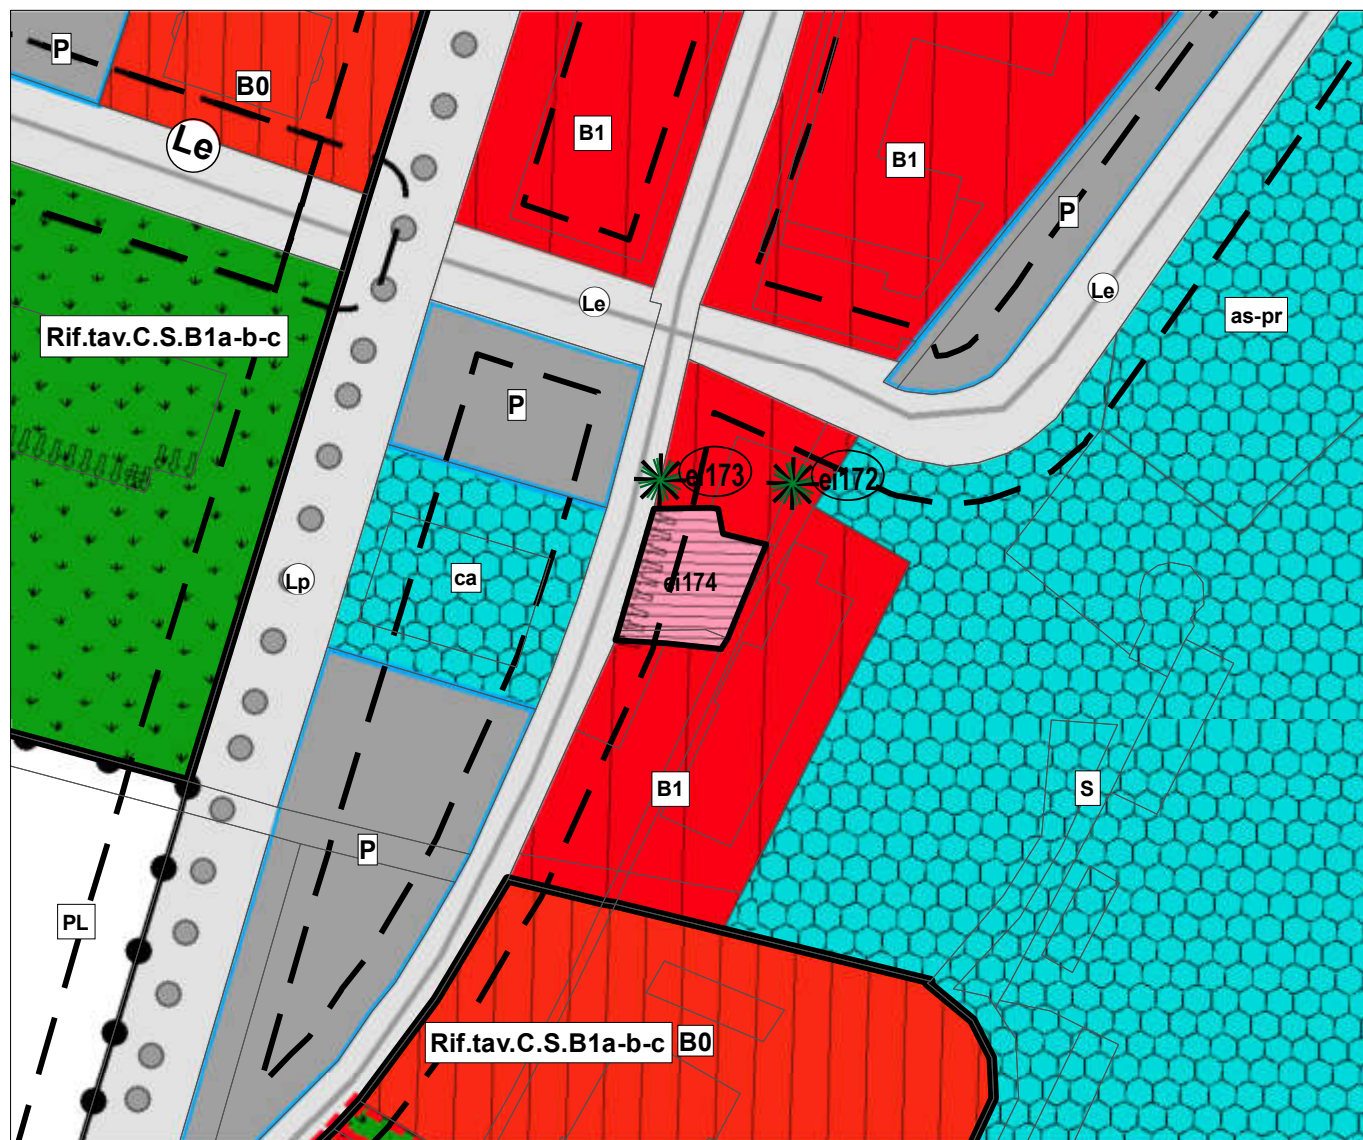 P
B0
Le
B1
B1
P
Le
Le
as-pr
Rif.tav.C.S.B1a-b-c
P
ei173
ei172
ca
Lp
ei174
B1
S
P
PL
Rif.tav.C.S.B1a-b-c
B0